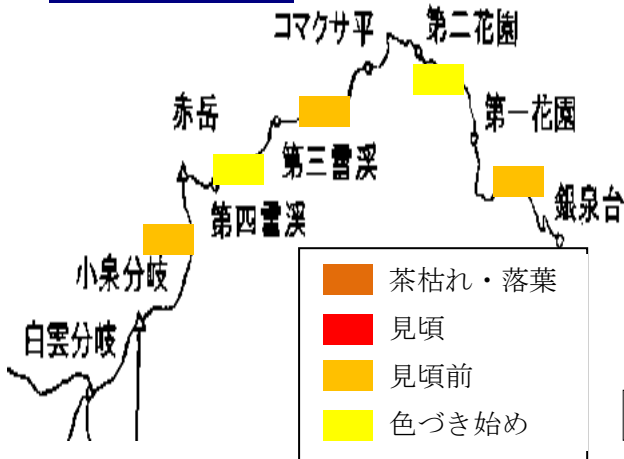 コマクサ平
第二花園
赤岳
第一花園
第三雪渓
銀泉台
第四雪渓
小泉分岐
白雲分岐
茶枯れ・落葉
見頃
見頃前
色づき始め